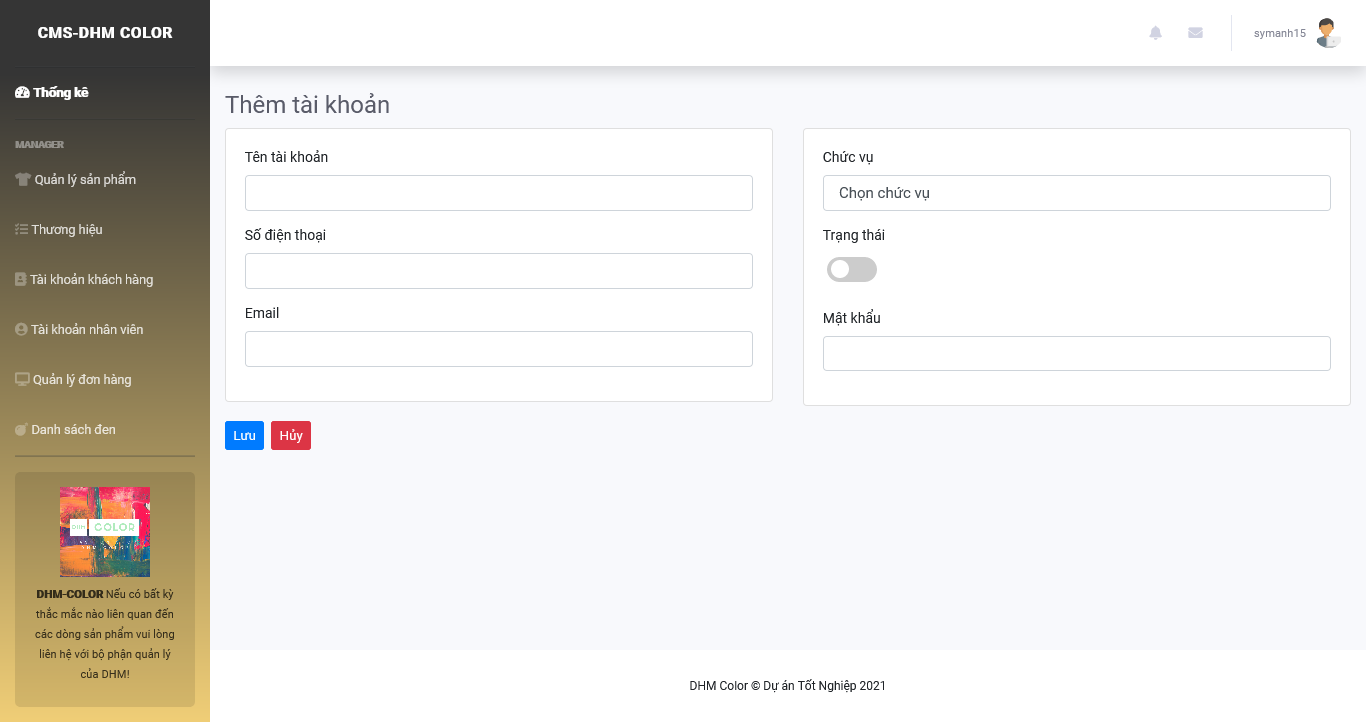 CMS-DHM COLOR
symanh15
Thống kê
MANAGER
Quản lý sản phẩm
Thương hiệu
Tài khoản khách hàng
Tài khoản nhân viên
Quản lý đơn hàng
Danh sách đen
DHM COLOR
DHM-COLOR Nếu có bất kỳ
thắc mắc nào liên quan đến
các dòng sản phẩm vui lòng
liên hệ với bộ phận quản lý
của DHM!
Thêm tài khoản
Tên tài khoản
Số điện thoại
Email
Chức vụ
Chọn chức vụ
Trạng thái
Mật khẩu
Lưu
Hủy
DHM Color © Dự án Tốt Nghiệp 2021